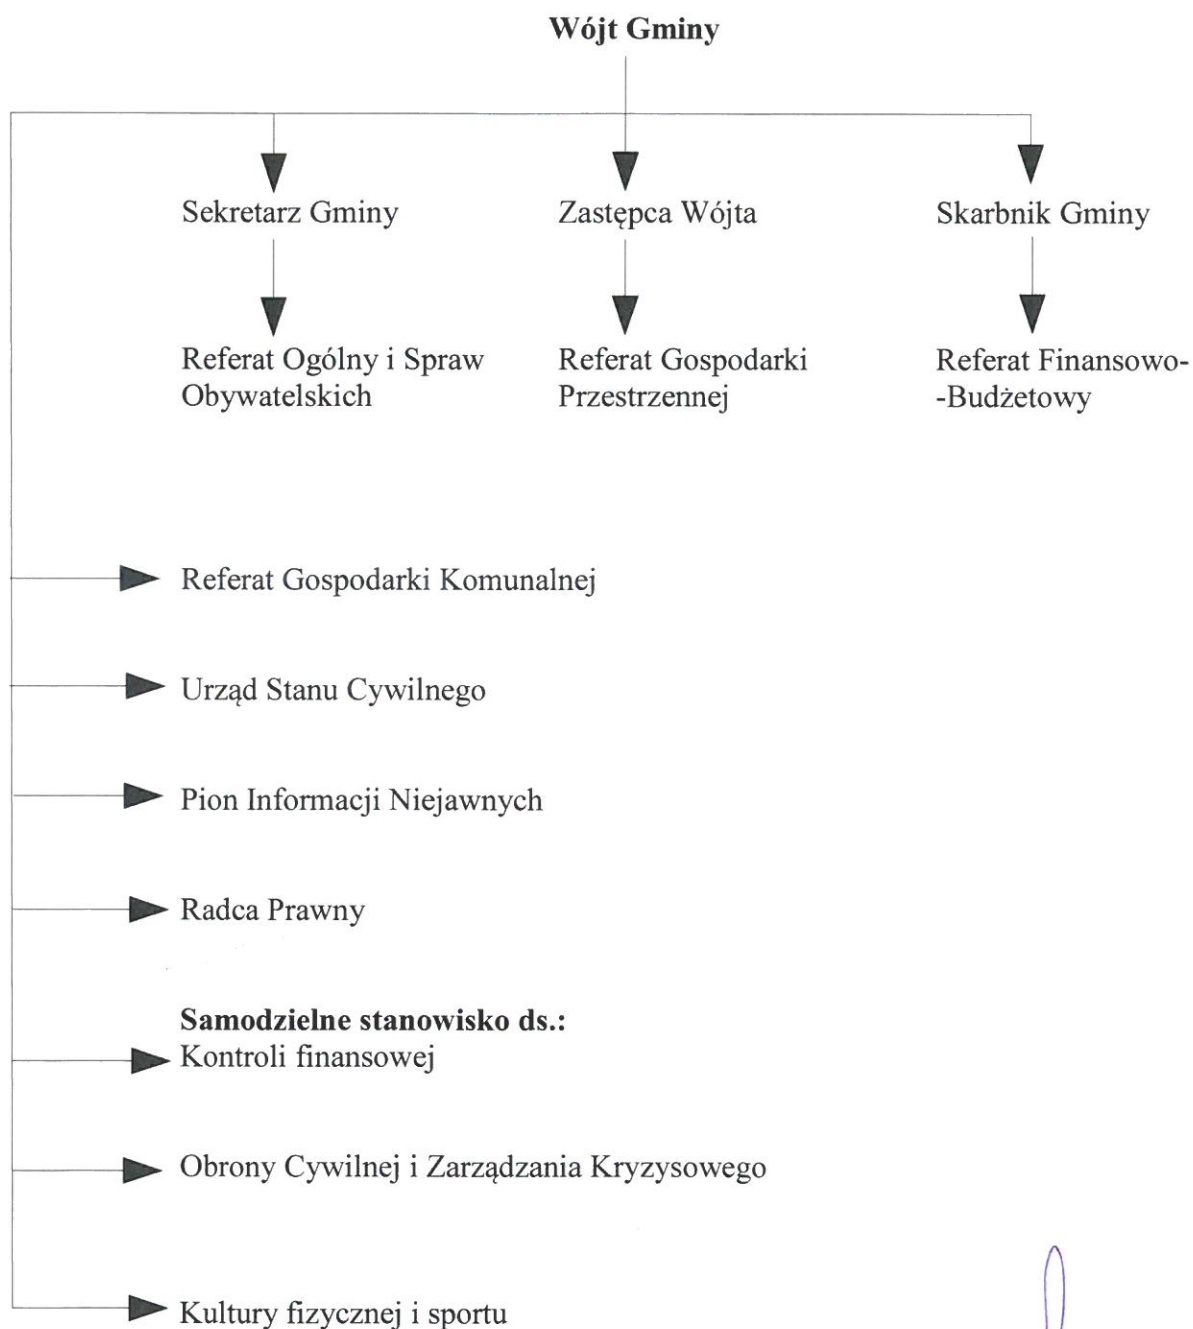 Wójt Gminy
Sekretarz Gminy
Zastępca Wójta
Skarbnik Gminy
Referat Ogólny i Spraw
Obywatelskich
Referat Gospodarki
Przestrzennej
Referat Finansowo-
-Budżetowy
Referat Gospodarki Komunalnej
Urząd Stanu Cywilnego
Pion Informacji Niejawnych
Radca Prawny
Samodzielne stanowisko ds.:
Kontroli finansowej
Obrony Cywilnej i Zarządzania Kryzysowego
Kultury fizycznej i sportu